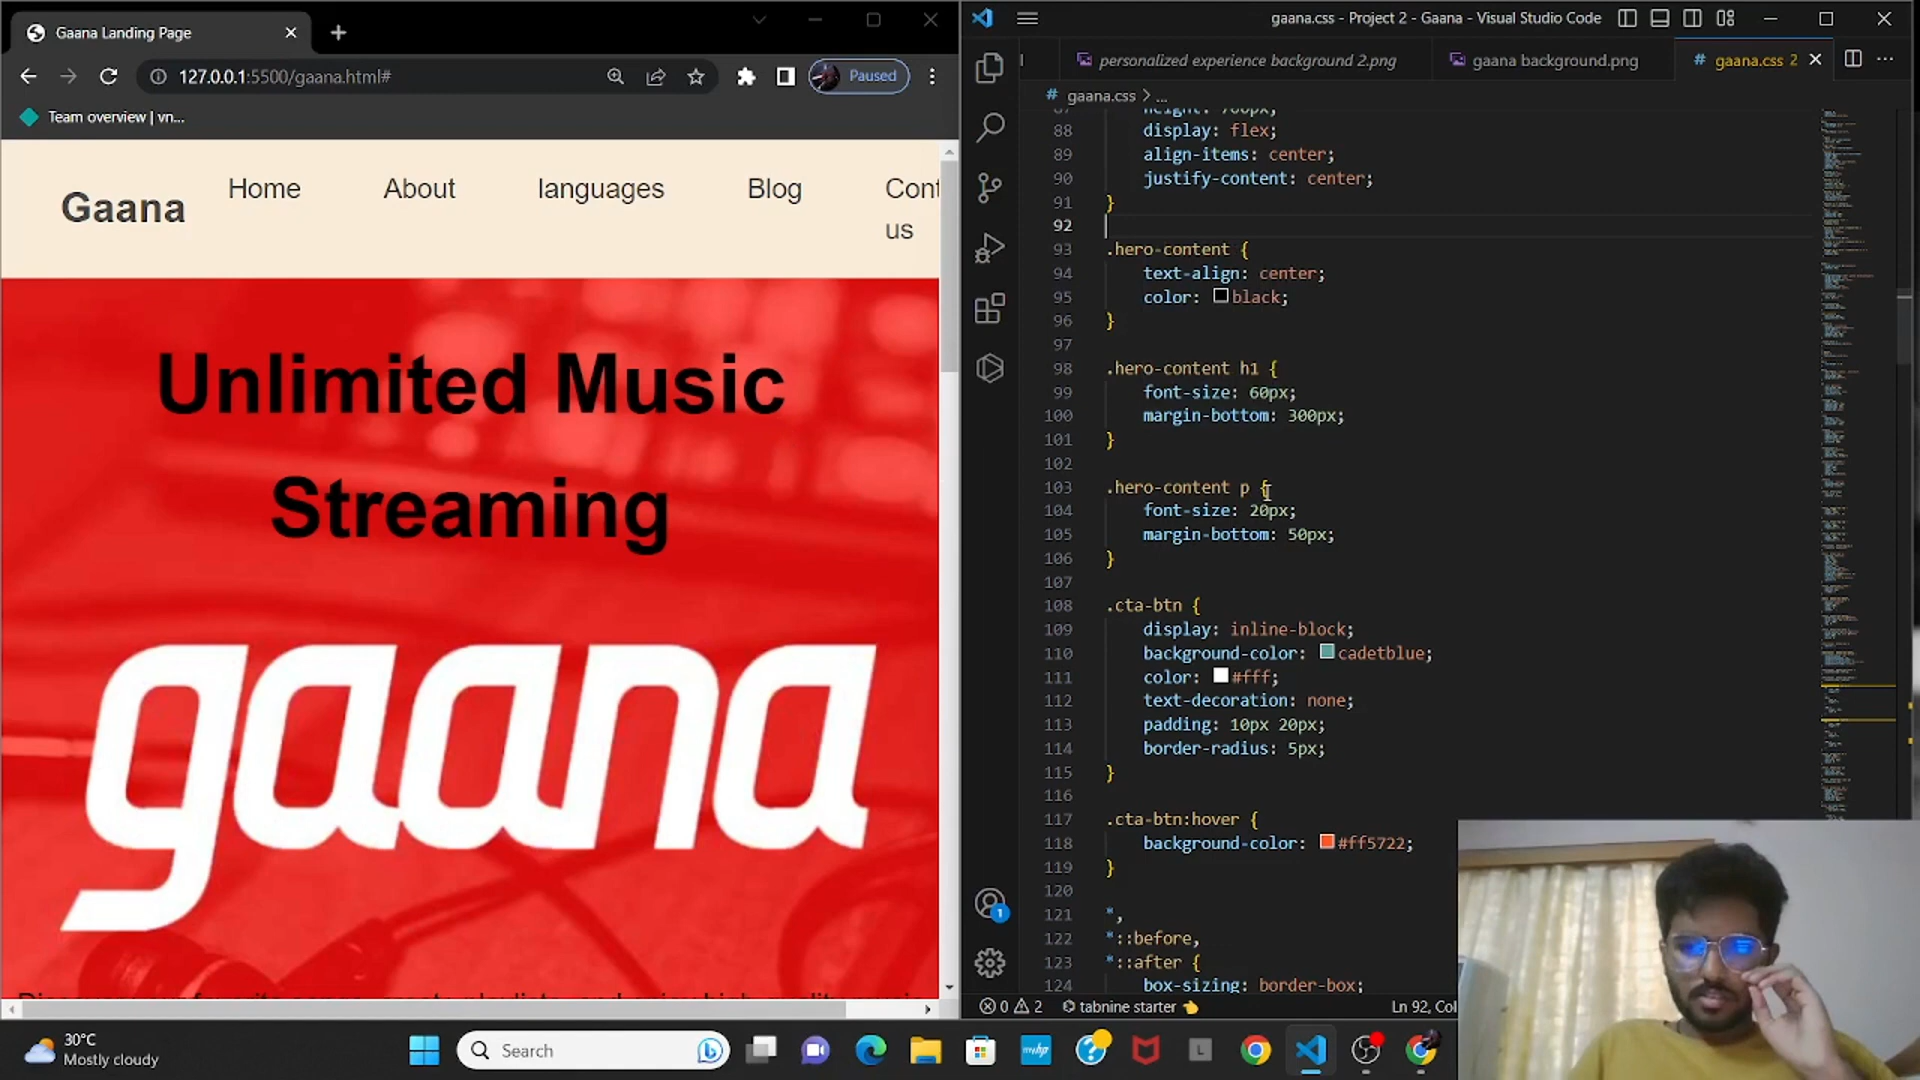 Gaana Landing Page
127.0.0.1:5500/gaana.html#
Paused
Team overview | vn...
Gaana
Home
About
languages
Blog
Cont
us
Unlimited Music
Streaming
gaana
gaana.css - Project 2 - Gaana - Visual Studio Code
personalized experience background 2.png
gaana background.png
# gaana.css 2
# gaana.css > ...
88 display: flex;
89 align-items: center;
90 justify-content: center;
91 }
92
93 .hero-content {
94 text-align: center;
95 color: black;
96 }
97
98 .hero-content h1 {
99 font-size: 60px;
100 margin-bottom: 300px;
101 }
102
103 .hero-content p {
104 font-size: 20px;
105 margin-bottom: 50px;
106 }
107
108 .cta-btn {
109 display: inline-block;
110 background-color: cadetblue;
111 color: #fff;
112 text-decoration: none;
113 padding: 10px 20px;
114 border-radius: 5px;
115 }
116
117 .cta-btn:hover {
118 background-color: #ff5722;
119 }
120
121 *,
122 *::before,
123 *::after {
124 box-sizing: border-box;
1
0 2 tabnine starter
Ln 92, Col
30°C
Mostly cloudy
Search